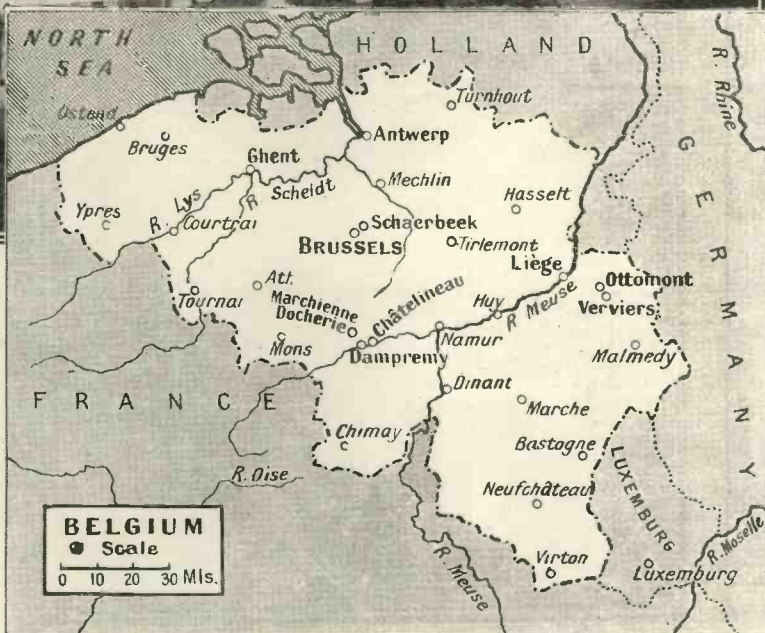 NORTH
SEA
HOLLAND
R. Rhine
GERMANY
Turnhout
Ostend
Bruges
Antwerp
Ghent
Scheldt
R.
Mechlin
R. Lys
Ypres
Courtrai
Hasselt
Schaerbeek
BRUSSELS
Tirlemont
Liège
Ottomont
Verviers
Ath.
Tournai
Marchienne
Docherie
Châtelineau
Huy
R Meuse
Mons
Dampremy
Namur
Malmedy
FRANCE
Dinant
Marche
Chimay
Bastogne
LUXEMBURG
R. Oise
Neufchâteau
R. Meuse
Virton
Luxemburg
R. Moselle
BELGIUM
Scale
0 10 20 30 Mls.